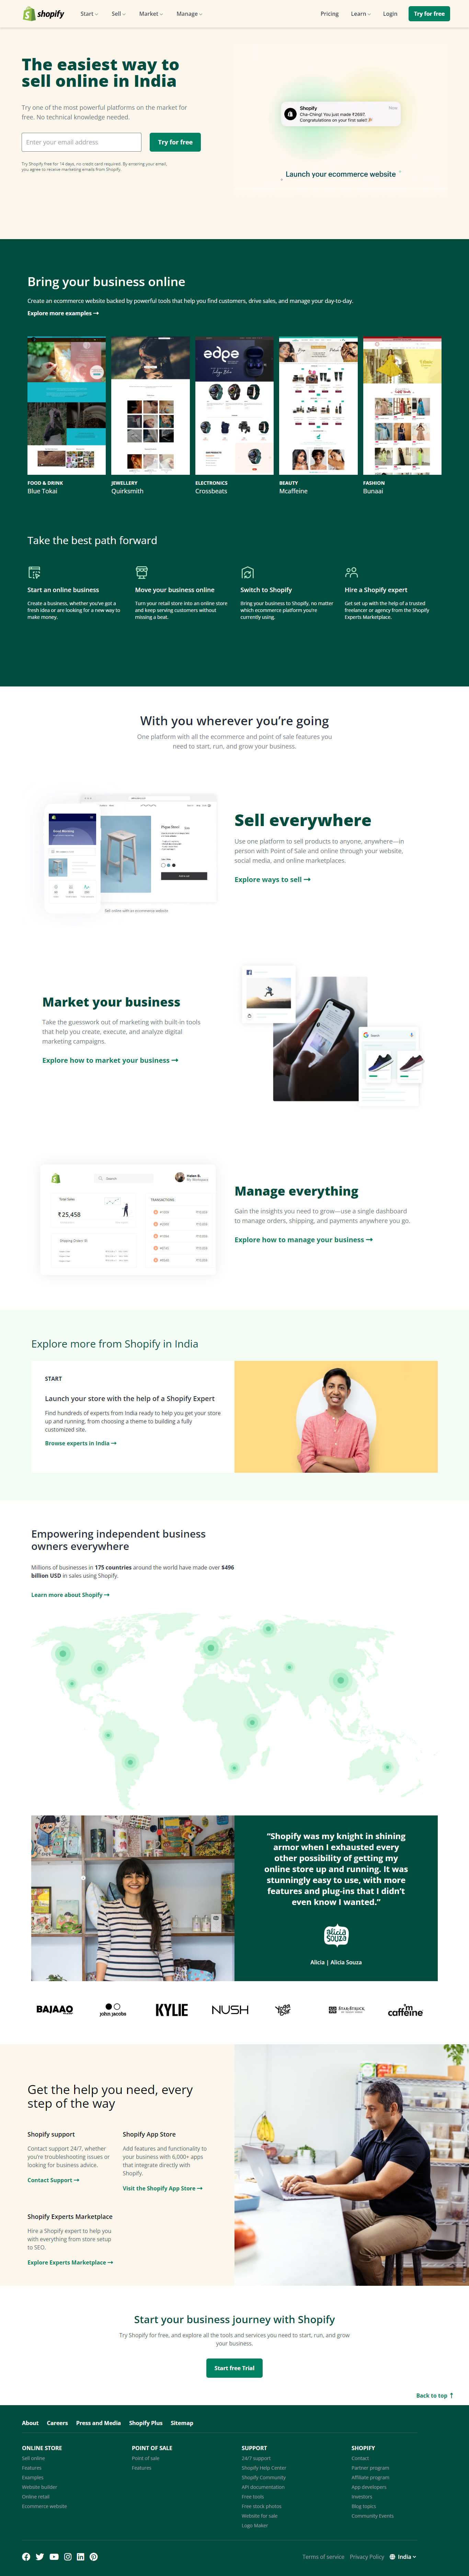 shopify
Start
Sell
Market
Manage
Pricing
Learn
Login
Try for free
The easiest way to
sell online in India
Try one of the most powerful platforms on the market for
free. No technical knowledge needed.
Enter your email address
Try for free
Try Shopify free for 14 days, no credit card required. By entering your email,
you agree to receive marketing emails from Shopify.
Shopify
Now
Cha-Ching! You just made ₹2697.
Congratulations on your first sale!!
Launch your ecommerce website
Bring your business online
Create an ecommerce website backed by powerful tools that help you find customers, drive sales, and manage your day-to-day.
Explore more examples →
edge
FOOD & DRINK
Blue Tokai
JEWELLERY
Quirksmith
ELECTRONICS
Crossbeats
BEAUTY
Mcaffeine
FASHION
Bunaai
Take the best path forward
Start an online business
Create a business, whether you've got a
fresh idea or are looking for a new way to
make money.
Move your business online
Turn your retail store into an online store
and keep serving customers without
missing a beat.
Switch to Shopify
Bring your business to Shopify, no matter
which ecommerce platform you're
currently using.
Hire a Shopify expert
Get set up with the help of a trusted
freelancer or agency from the Shopify
Experts Marketplace.
With you wherever you're going
One platform with all the ecommerce and point of sale features you
need to start, run, and grow your business.
Good Morning
Sell online with an ecommerce website
Sell everywhere
Use one platform to sell products to anyone, anywhere—in
person with Point of Sale and online through your website,
social media, and online marketplaces.
Explore ways to sell →
Market your business
Take the guesswork out of marketing with built-in tools
that help you create, execute, and analyze digital
marketing campaigns.
Explore how to market your business →
Google Search
Search
Helen B.
My Workspace
Total Sales
₹25,458
Shipping Orders
TRANSACTIONS
Manage everything
Gain the insights you need to grow—use a single dashboard
to manage orders, shipping, and payments anywhere you go.
Explore how to manage your business →
Explore more from Shopify in India
START
Launch your store with the help of a Shopify Expert
Find hundreds of experts from India ready to help you get your store
up and running, from choosing a theme to building a fully
customized site.
Browse experts in India →
Empowering independent business
owners everywhere
Millions of businesses in 175 countries around the world have made over $496
billion USD in sales using Shopify.
Learn more about Shopify →
“Shopify was my knight in shining
armor when I exhausted every
other possibility of getting my
online store up and running. It was
stunningly easy to use, with more
features and plug-ins that I didn’t
even know I wanted.”
alicia
souza
Alicia | Alicia Souza
BAJAAO
john jacobs
KYLIE
NUSH
STAR STRUCK
I'm
caffeine
Get the help you need, every
step of the way
Shopify support
Contact support 24/7, whether
you're troubleshooting issues or
looking for business advice.
Contact Support →
Shopify App Store
Add features and functionality to
your business with 6,000+ apps
that integrate directly with
Shopify.
Visit the Shopify App Store →
Shopify Experts Marketplace
Hire a Shopify expert to help you
with everything from store setup
to SEO.
Explore Experts Marketplace →
Start your business journey with Shopify
Try Shopify for free, and explore all the tools and services you need to start, run, and grow
your business.
Start free Trial
Back to top ↑
About
Careers
Press and Media
Shopify Plus
Sitemap
ONLINE STORE
Sell online
Features
Examples
Website builder
Online retail
Ecommerce website
POINT OF SALE
Point of sale
Features
SUPPORT
24/7 support
Shopify Help Center
Shopify Community
API documentation
Free tools
Free stock photos
Website for sale
Logo Maker
SHOPIFY
Contact
Partner program
Affiliate program
App developers
Investors
Blog topics
Community Events
Terms of service
Privacy Policy
India